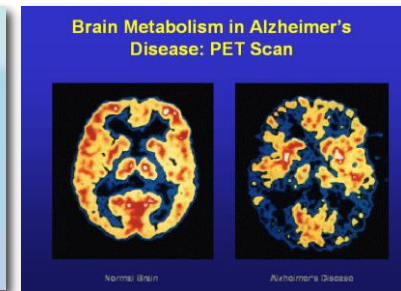 Brain Metabolism in Alzheimer's
Disease: PET Scan
Normal Brain
Alzheimer's Disease